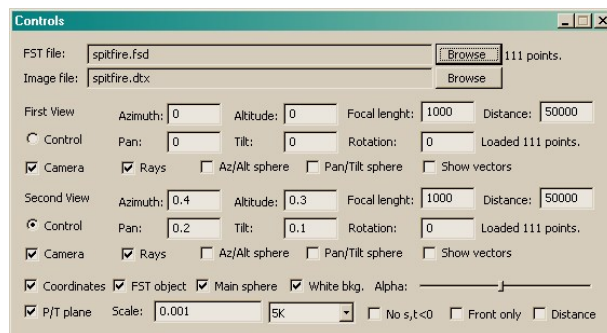 Controls
FST file: spitfire.fsd Browse 111 points.
Image file: spitfire.dtx Browse
First View Azimuth: 0 Altitude: 0 Focal lenght: 1000 Distance: 50000
Control Pan: 0 Tilt: 0 Rotation: 0 Loaded 111 points.
Camera Rays Az/Alt sphere Pan/Tilt sphere Show vectors
Second View Azimuth: 0.4 Altitude: 0.3 Focal lenght: 1000 Distance: 50000
Control Pan: 0.2 Tilt: 0.1 Rotation: 0 Loaded 111 points.
Camera Rays Az/Alt sphere Pan/Tilt sphere Show vectors
Coordinates FST object Main sphere White bkg. Alpha:
P/T plane Scale: 0.001 5K No s,t<0 Front only Distance